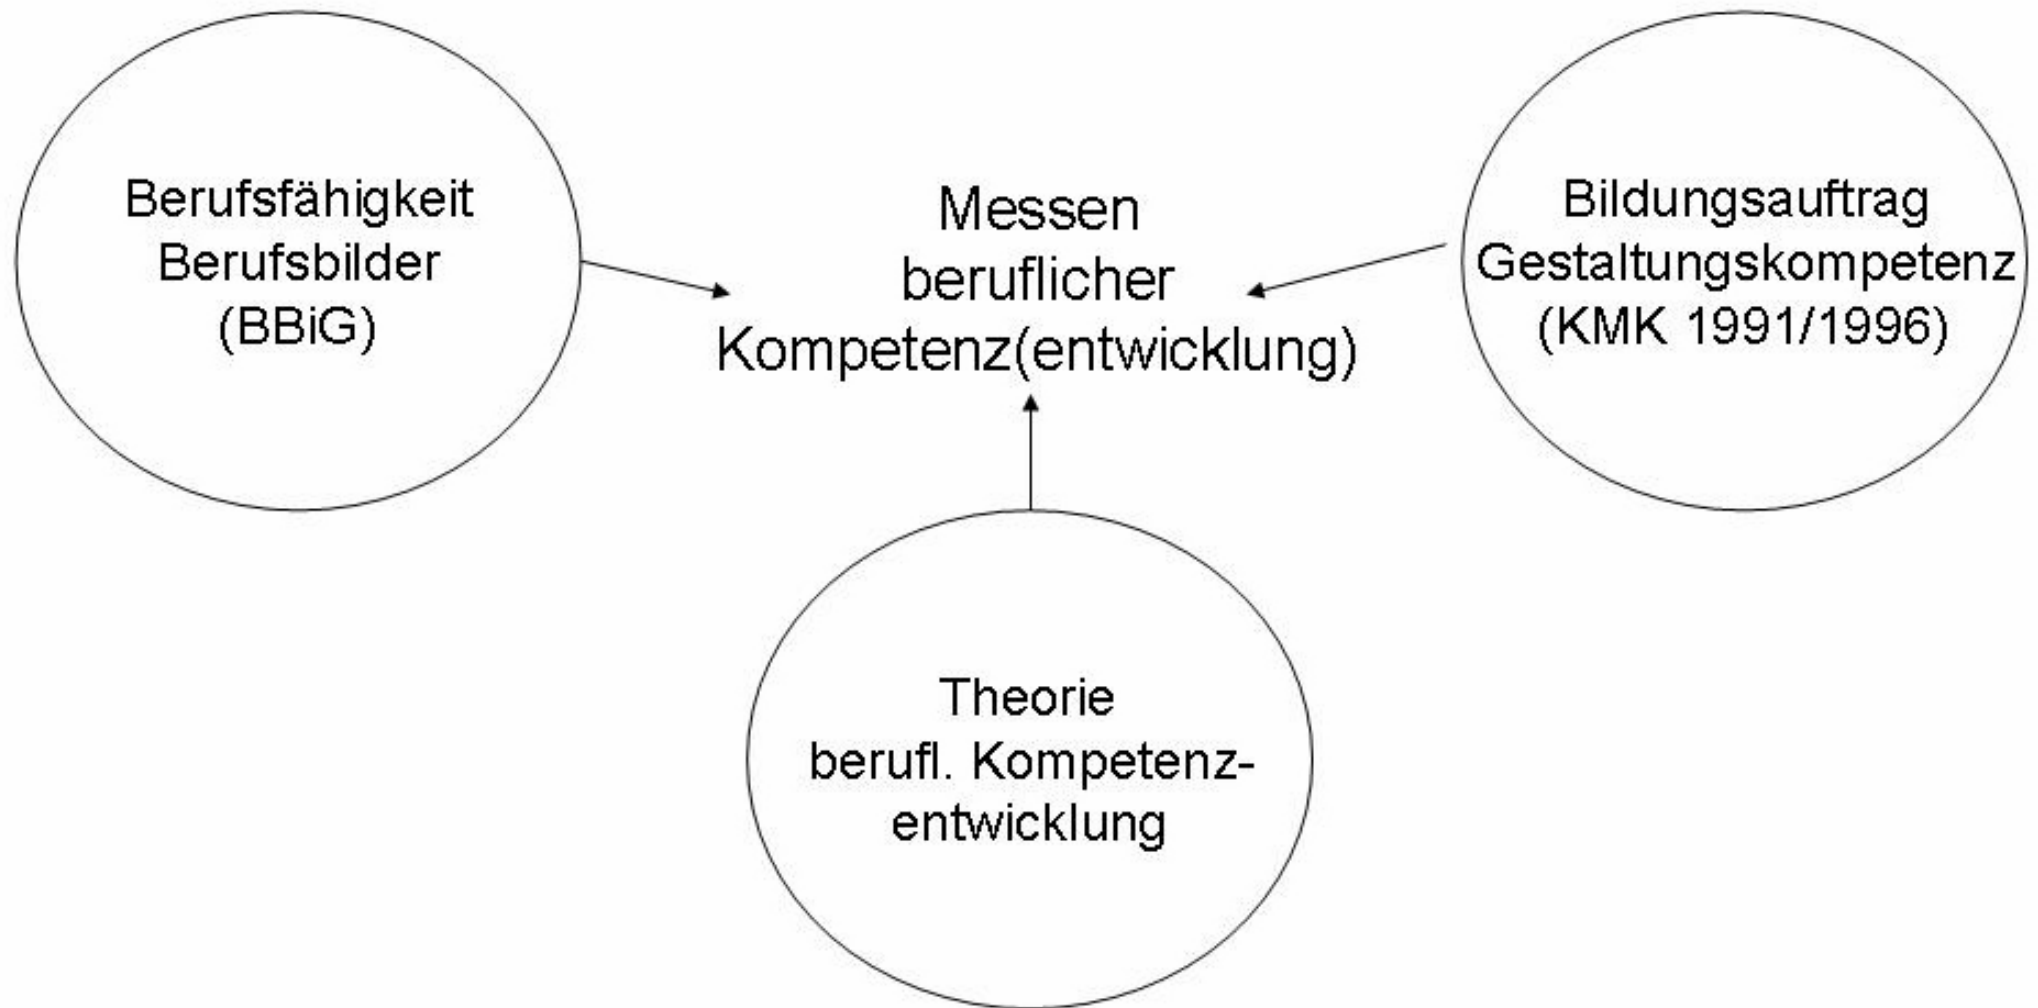 Berufsfähigkeit
Berufsbilder
(BBiG)
Messen
beruflicher
Kompetenz(entwicklung)
Bildungsauftrag
Gestaltungskompetenz
(KMK 1991/1996)
Theorie
berufl. Kompetenz-
entwicklung